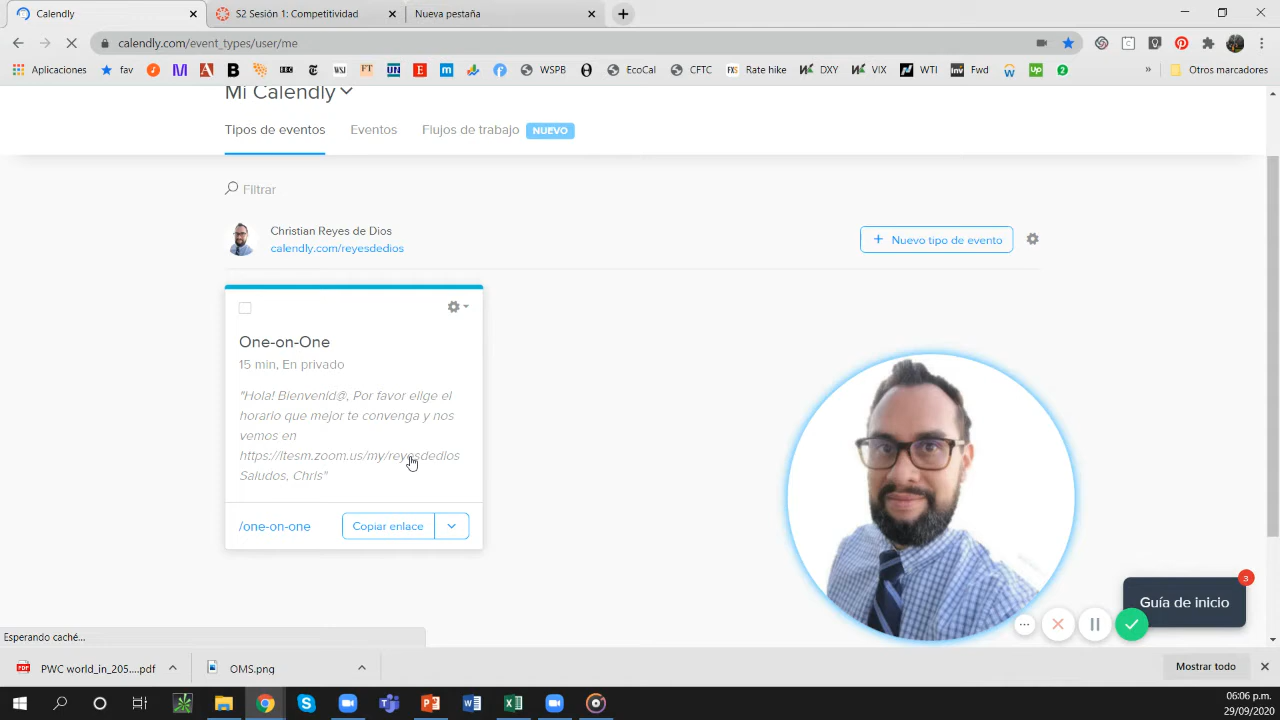 Calendly
S2 Sesión 1: Competitividad
Nueva pestaña
calendly.com/event_types/user/me
Aplicaciones
fav
WSPB
EcoCal
CFTC
Rate hike
DXY
VIX
WTI
Fwd
Otros marcadores
Mi Calendly
Tipos de eventos
Eventos
Flujos de trabajo
NUEVO
Filtrar
Christian Reyes de Dios
calendly.com/reyesdedios
+ Nuevo tipo de evento
One-on-One
15 min, En privado
"Hola! Bienvenid@, Por favor elige el
horario que mejor te convenga y nos
vemos en
https://itesm.zoom.us/my/reyesdedios
Saludos, Chris"
/one-on-one
Copiar enlace
3
Guía de inicio
Esperando caché...
PWC world_in_205....pdf
OMS.png
Mostrar todo
06:06 p.m.
29/09/2020